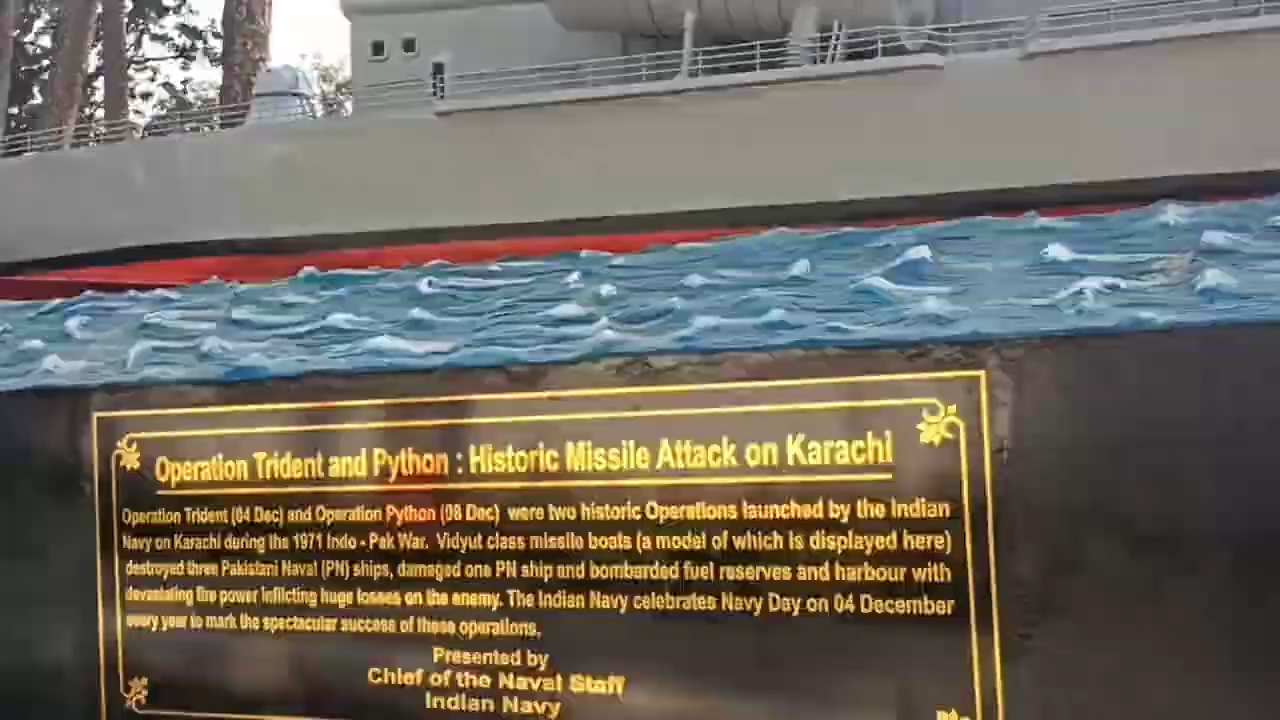 Operation Trident and Python : Historic Missile Attack on Karachi
Operation Trident (04 Dec) and Operation Python (08 Dec) were two historic Operations launched by the Indian
Navy on Karachi during the 1971 Indo - Pak War. Vidyut class missile boats (a model of which is displayed here)
destroyed three Pakistani Naval (PN) ships, damaged one PN ship and bombarded fuel reserves and harbour with
devastating fire power inflicting huge losses on the enemy. The Indian Navy celebrates Navy Day on 04 December
every year to mark the spectacular success of these operations.
Presented by
Chief of the Naval Staff
Indian Navy